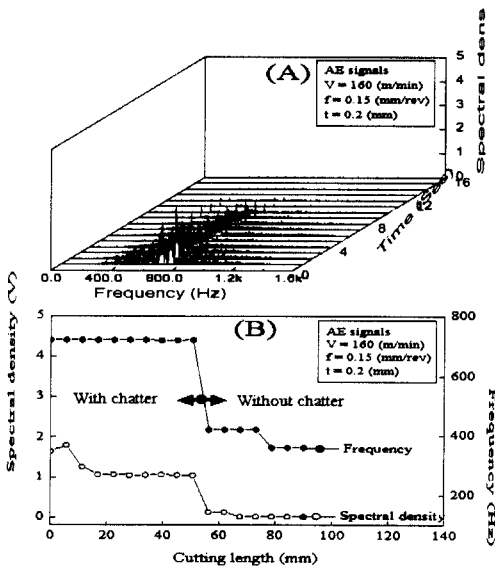 (A)
AE signals
V = 160 (m/min)
f = 0.15 (mm/rev)
t = 0.2 (mm)
5
4
3
2
1
0
Spectral dens
16
12
8
4
0
Time (Sec)
0.0 400.0 800.0 1.2k 1.6k
Frequency (Hz)
(B)
AE signals
V = 160 (m/min)
f = 0.15 (mm/rev)
t = 0.2 (mm)
5
4
3
2
1
0
Spectral density (V)
With chatter
Without chatter
Frequency
Spectral density
800
600
400
200
Frequency (Hz)
0 20 40 60 80 100 120 140
Cutting length (mm)